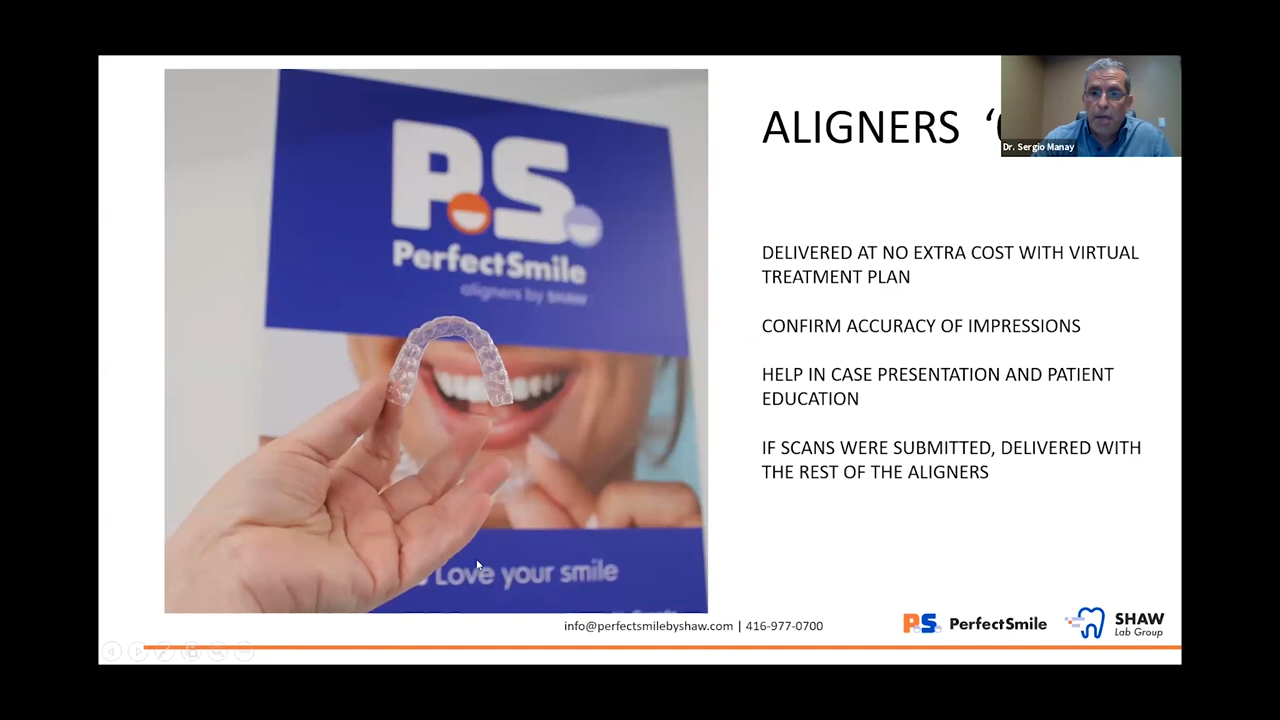 P.S.
PerfectSmile
aligners by SHAW
Love your smile
ALIGNERS
Dr. Sergio Manay
DELIVERED AT NO EXTRA COST WITH VIRTUAL
TREATMENT PLAN
CONFIRM ACCURACY OF IMPRESSIONS
HELP IN CASE PRESENTATION AND PATIENT
EDUCATION
IF SCANS WERE SUBMITTED, DELIVERED WITH
THE REST OF THE ALIGNERS
info@perfectsmilebyshaw.com | 416-977-0700
P.S. PerfectSmile
SHAW
Lab Group